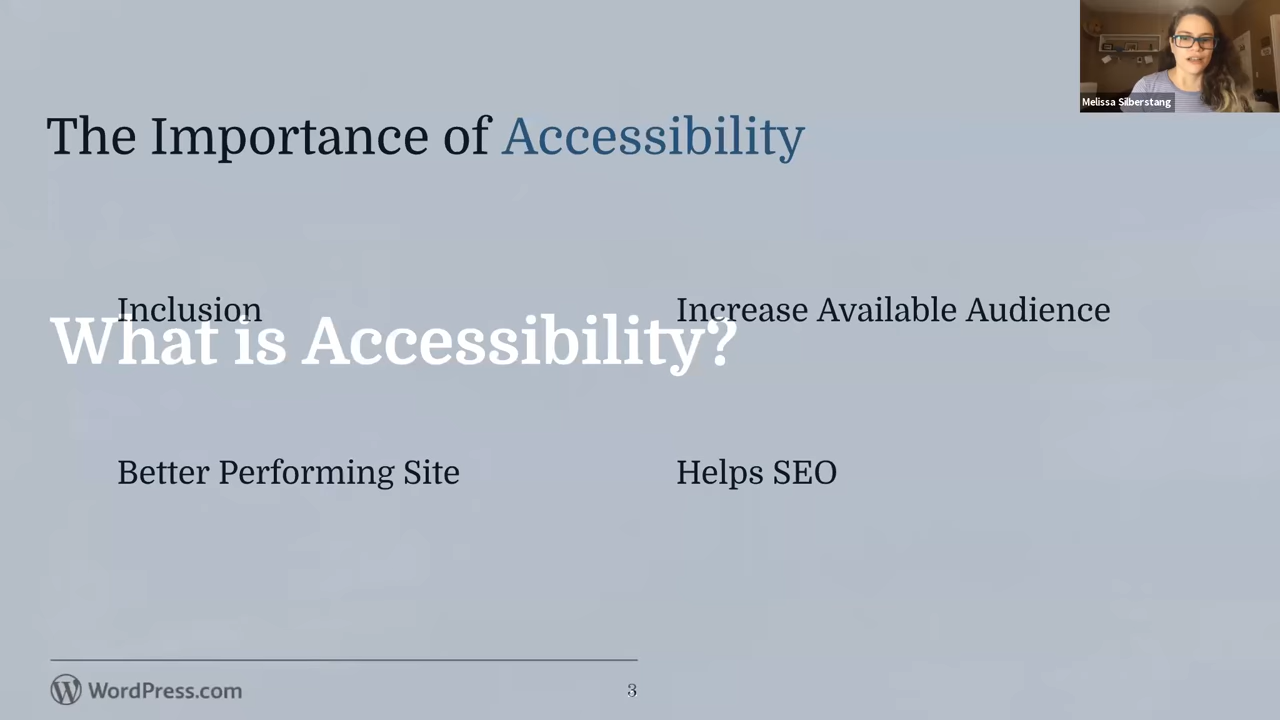 Melissa Silberstang
The Importance of Accessibility
Inclusion
Increase Available Audience
What is Accessibility?
Better Performing Site
Helps SEO
WordPress.com
3